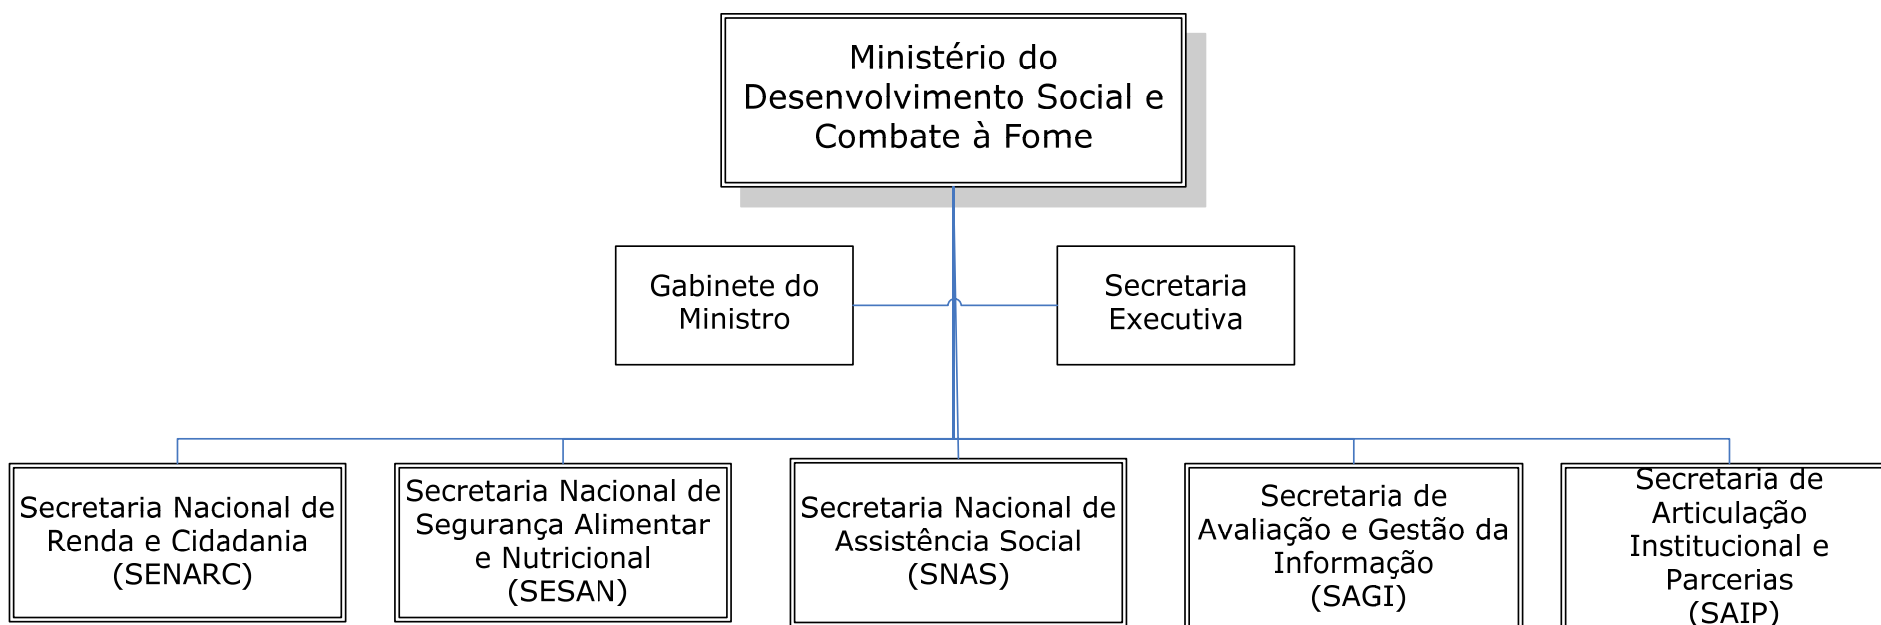 Ministério do
Desenvolvimento Social e
Combate à Fome
Gabinete do
Ministro
Secretaria
Executiva
Secretaria Nacional de
Renda e Cidadania
(SENARC)
Secretaria Nacional de
Segurança Alimentar
e Nutricional
(SESAN)
Secretaria Nacional de
Assistência Social
(SNAS)
Secretaria de
Avaliação e Gestão da
Informação
(SAGI)
Secretaria de
Articulação
Institucional e
Parcerias
(SAIP)